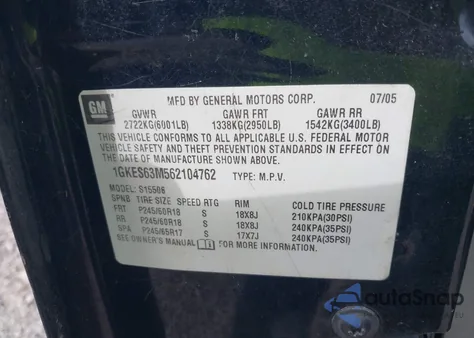 GM
MFD BY GENERAL MOTORS CORP. 07/05
GVWR GAWR FRT GAWR RR
2722KG(6001LB) 1338KG(2950LB) 1542KG(3400LB)
THIS VEHICLE CONFORMS TO ALL APPLICABLE U.S. FEDERAL MOTOR
VEHICLE SAFETY AND THEFT PREVENTION STANDARDS IN EFFECT ON
THE DATE OF MANUFACTURE SHOWN ABOVE.
1GKES63M562104762 TYPE: M.P.V.
MODEL: S15506
SPNG TIRE SIZE SPEED RTG RIM COLD TIRE PRESSURE
FRT P245/60R18 S 18X8J 210KPA(30PSI)
RR P245/60R18 S 18X8J 240KPA(35PSI)
SPA P245/65R17 S 17X7J 240KPA(35PSI)
SEE OWNER'S MANUAL FOR MORE INFORMATION.
autoSnap